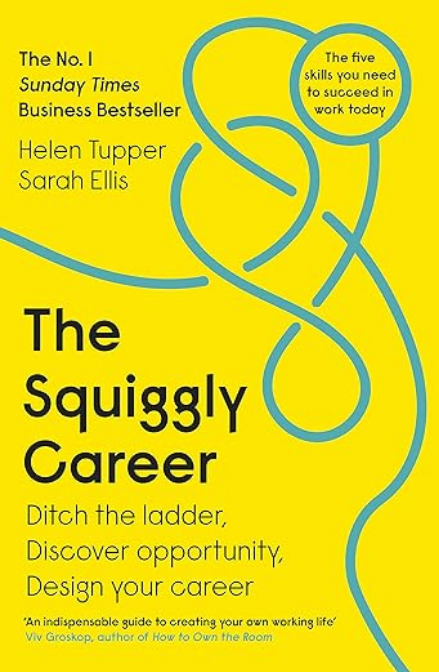 The No. 1
Sunday Times
Business Bestseller
Helen Tupper
Sarah Ellis
The five
skills you need
to succeed in
work today
The
Squiggly
Career
Ditch the ladder,
Discover opportunity,
Design your career
‘An indispensable guide to creating your own working life’
Viv Groskop, author of How to Own the Room